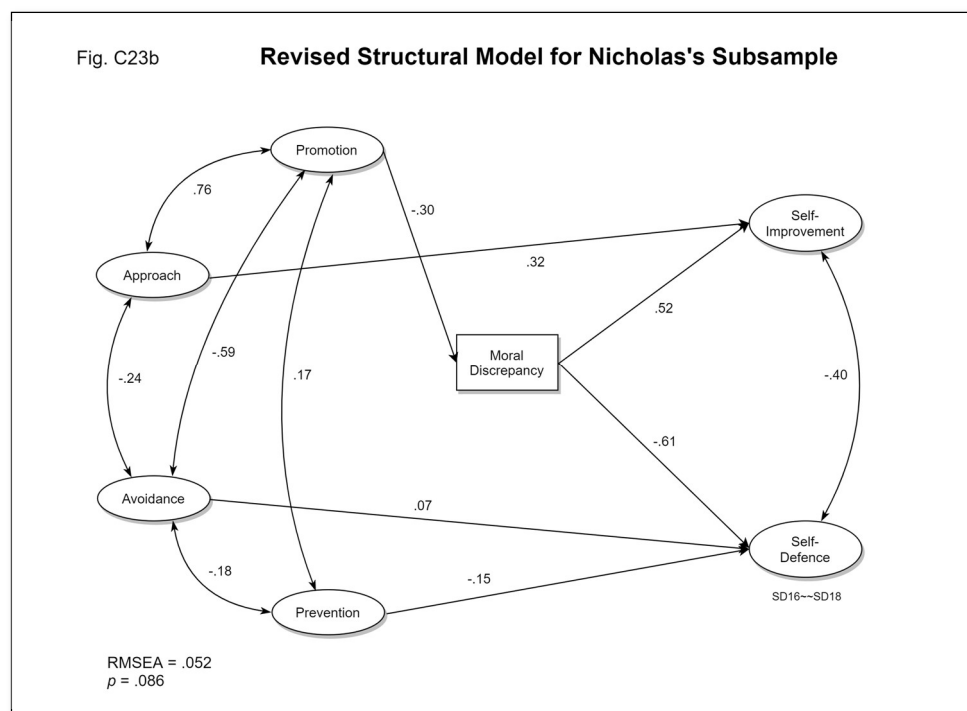 Fig. C23b
Revised Structural Model for Nicholas's Subsample
Promotion
.76
-.30
Self-
Improvement
Approach
.32
.52
-.59
Moral
Discrepancy
-.24
.17
-.40
-.61
Avoidance
.07
Self-
Defence
-.18
-.15
SD16~~SD18
Prevention
RMSEA = .052
p = .086